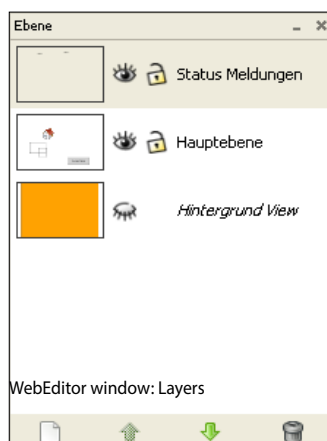 Ebene
Status Meldungen
Hauptebene
Hintergrund View
WebEditor window: Layers